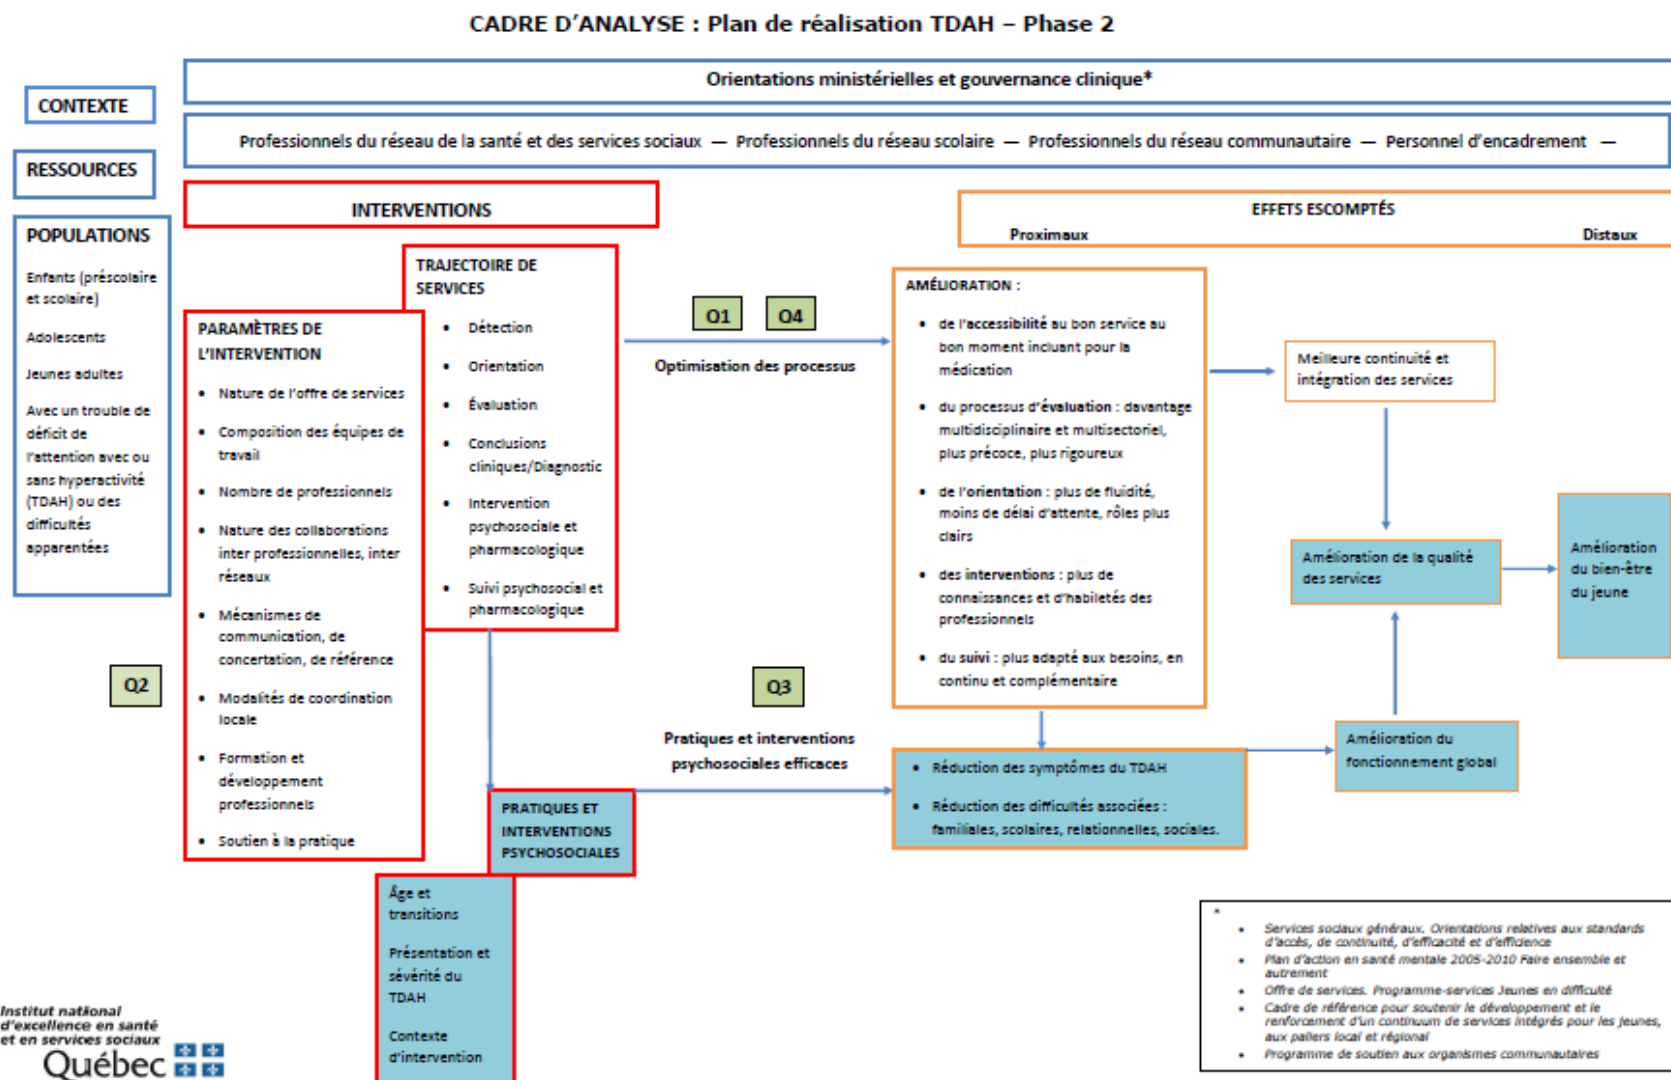 CADRE D’ANALYSE : Plan de réalisation TDAH – Phase 2
CONTEXTE
Orientations ministérielles et gouvernance clinique*
RESSOURCES
Professionnels du réseau de la santé et des services sociaux — Professionnels du réseau scolaire — Professionnels du réseau communautaire — Personnel d’encadrement —
POPULATIONS
Enfants (préscolaire
et scolaire)
Adolescents
Jeunes adultes
Avec un trouble de
déficit de
l’attention avec ou
sans hyperactivité
(TDAH) ou des
difficultés
apparentées
INTERVENTIONS
Q2
PARAMÈTRES DE
L’INTERVENTION
• Nature de l’offre de services
• Composition des équipes de
travail
• Nombre de professionnels
• Nature des collaborations
inter professionnelles, inter
réseaux
• Mécanismes de
communication, de
concertation, de référence
• Modalités de coordination
locale
• Formation et
développement
professionnels
• Soutien à la pratique
TRAJECTOIRE DE
SERVICES
• Détection
• Orientation
• Évaluation
• Conclusions
cliniques/Diagnostic
• Intervention
psychosociale et
pharmacologique
• Suivi psychosocial et
pharmacologique
PRATIQUES ET
INTERVENTIONS
PSYCHOSOCIALES
Âge et
transitions
Présentation et
sévérité du
TDAH
Contexte
d’intervention
Q1 Q4
Optimisation des processus
Q3
Pratiques et interventions
psychosociales efficaces
EFFETS ESCOMPTÉS
Proximaux Distaux
AMÉLIORATION :
• de l’accessibilité au bon service au
bon moment incluant pour la
médication
• du processus d’évaluation : davantage
multidisciplinaire et multisectoriel,
plus précoce, plus rigoureux
• de l’orientation : plus de fluidité,
moins de délai d’attente, rôles plus
clairs
• des interventions : plus de
connaissances et d’habiletés des
professionnels
• du suivi : plus adapté aux besoins, en
continu et complémentaire
• Réduction des symptômes du TDAH
• Réduction des difficultés associées :
familiales, scolaires, relationnelles, sociales.
Meilleure continuité et
intégration des services
Amélioration de la qualité
des services
Amélioration du
fonctionnement global
Amélioration
du bien-être
du jeune
*
• Services sociaux généraux. Orientations relatives aux standards
d’accès, de continuité, d’efficacité et d’efficience
• Plan d’action en santé mentale 2005-2010 Faire ensemble et
autrement
• Offre de services. Programme-services Jeunes en difficulté
• Cadre de référence pour soutenir le développement et le
renforcement d’un continuum de services intégrés pour les jeunes,
aux paliers local et régional
• Programme de soutien aux organismes communautaires
Institut national
d’excellence en santé
et en services sociaux
Québec